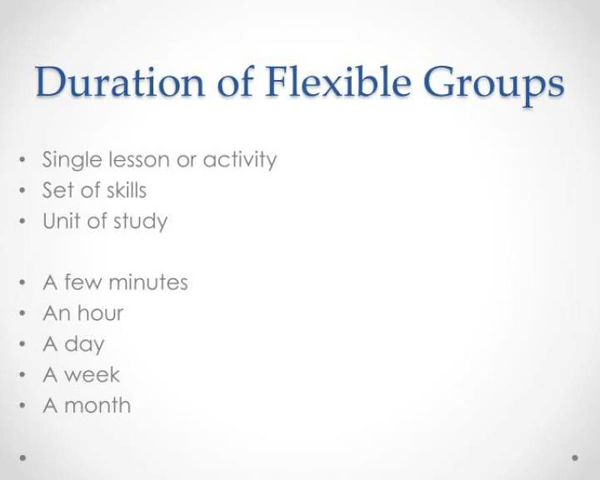 Duration of Flexible Groups
• Single lesson or activity
• Set of skills
• Unit of study
• A few minutes
• An hour
• A day
• A week
• A month